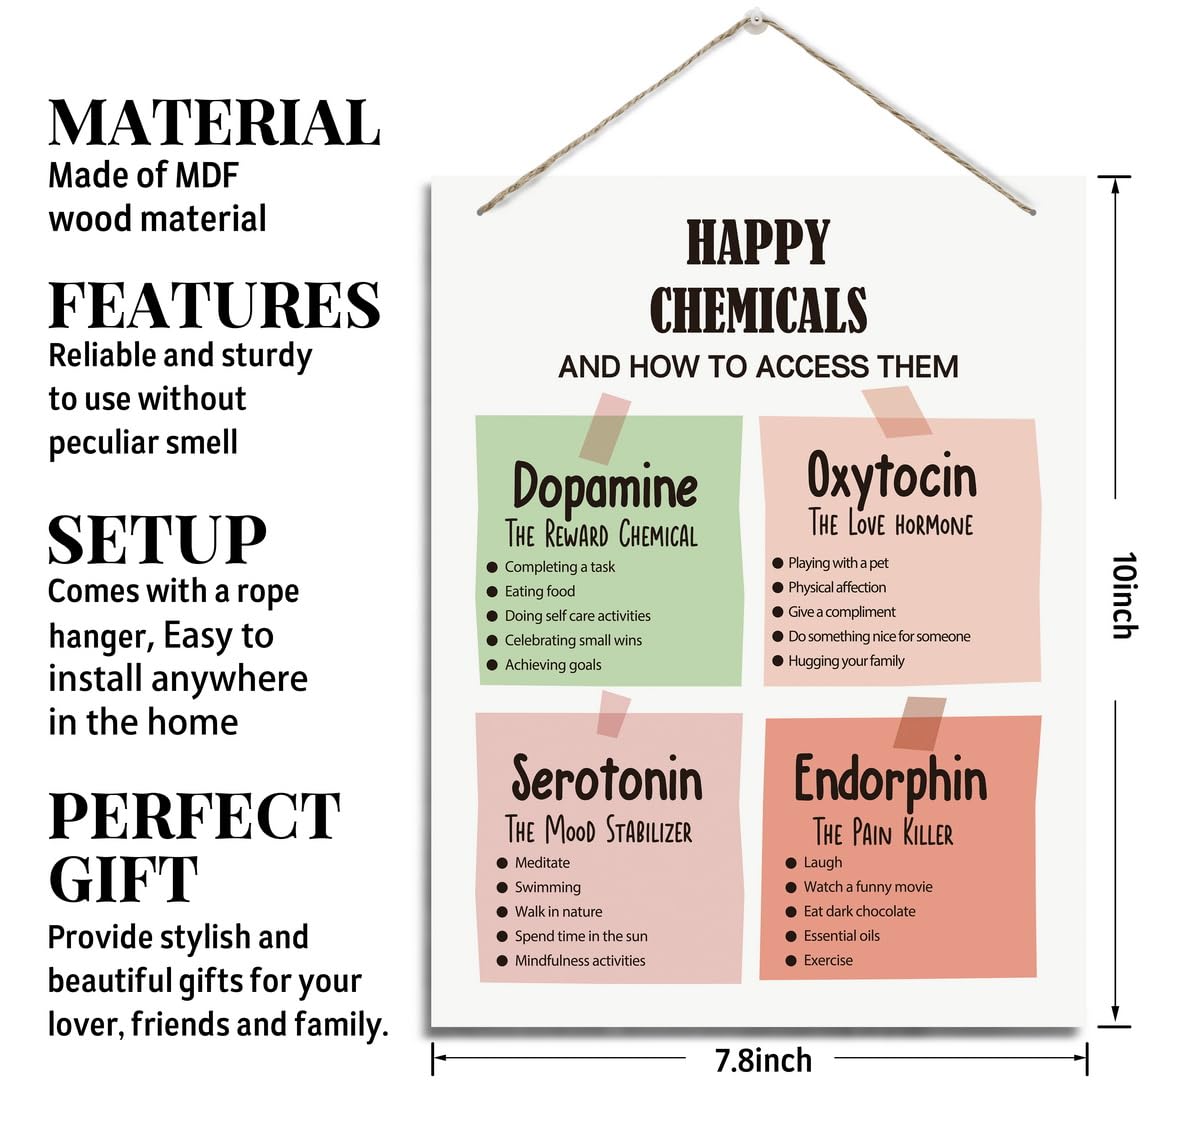 MATERIAL
Made of MDF
wood material
FEATURES
Reliable and sturdy
to use without
peculiar smell
SETUP
Comes with a rope
hanger, Easy to
install anywhere
in the home
PERFECT
GIFT
Provide stylish and
beautiful gifts for your
lover, friends and family.
HAPPY
CHEMICALS
AND HOW TO ACCESS THEM
Dopamine
THE REWARD CHEMICAL
● Completing a task
● Eating food
● Doing self care activities
● Celebrating small wins
● Achieving goals
Oxytocin
THE LOVE HORMONE
● Playing with a pet
● Physical affection
● Give a compliment
● Do something nice for someone
● Hugging your family
Serotonin
THE MOOD STABILIZER
● Meditate
● Swimming
● Walk in nature
● Spend time in the sun
● Mindfulness activities
Endorphin
THE PAIN KILLER
● Laugh
● Watch a funny movie
● Eat dark chocolate
● Essential oils
● Exercise
10inch
7.8inch